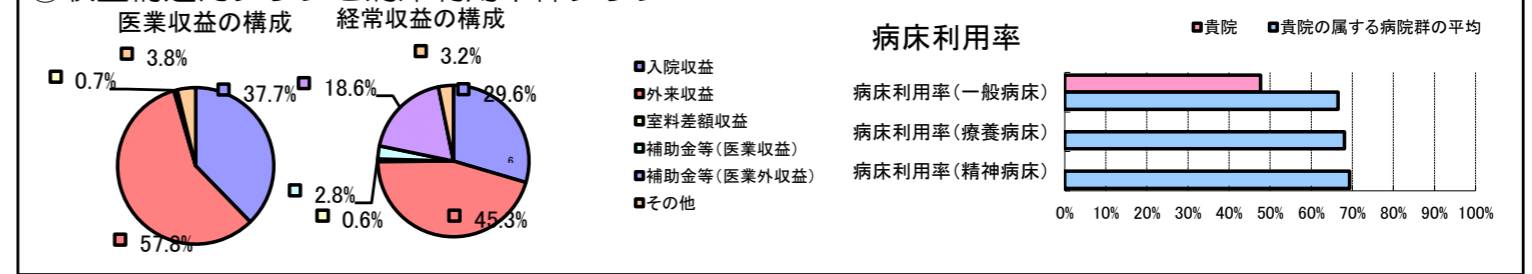 医業収益の構成
3.8%
0.7%
37.7%
57.8%
経常収益の構成
3.2%
18.6%
29.6%
6
2.8%
0.6%
45.3%
入院収益
外来収益
室料差額収益
補助金等(医業収益)
補助金等(医業外収益)
その他
病床利用率
貴院
貴院の属する病院群の平均
病床利用率(一般病床)
病床利用率(療養病床)
病床利用率(精神病床)
0% 10% 20% 30% 40% 50% 60% 70% 80% 90% 100%